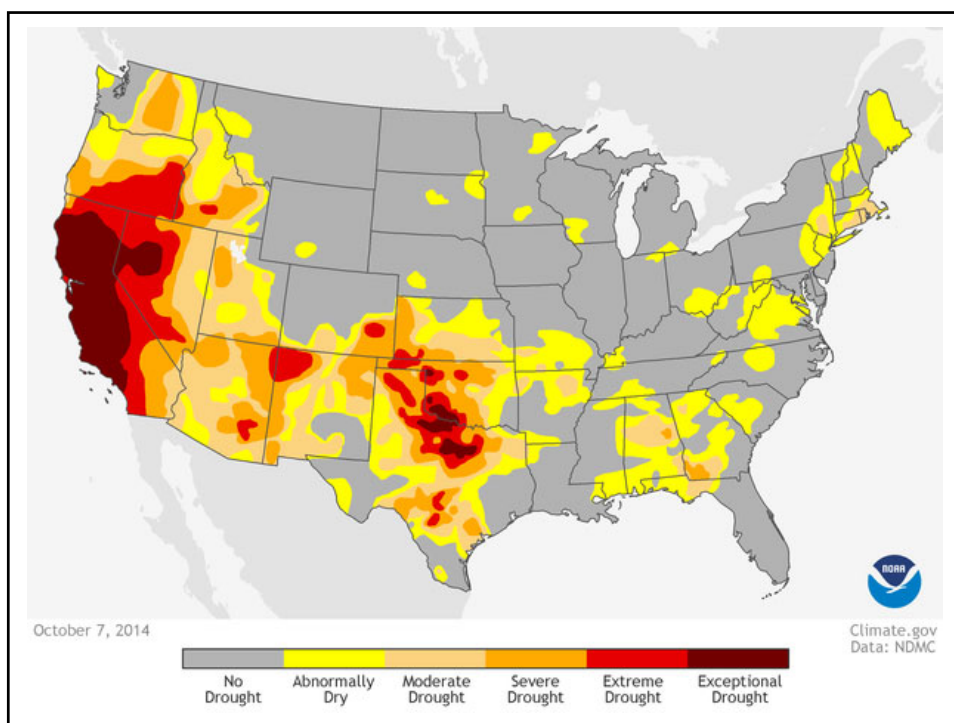 NOAA
October 7, 2014
Climate.gov
Data: NDMC
No Drought
Abnormally Dry
Moderate Drought
Severe Drought
Extreme Drought
Exceptional Drought